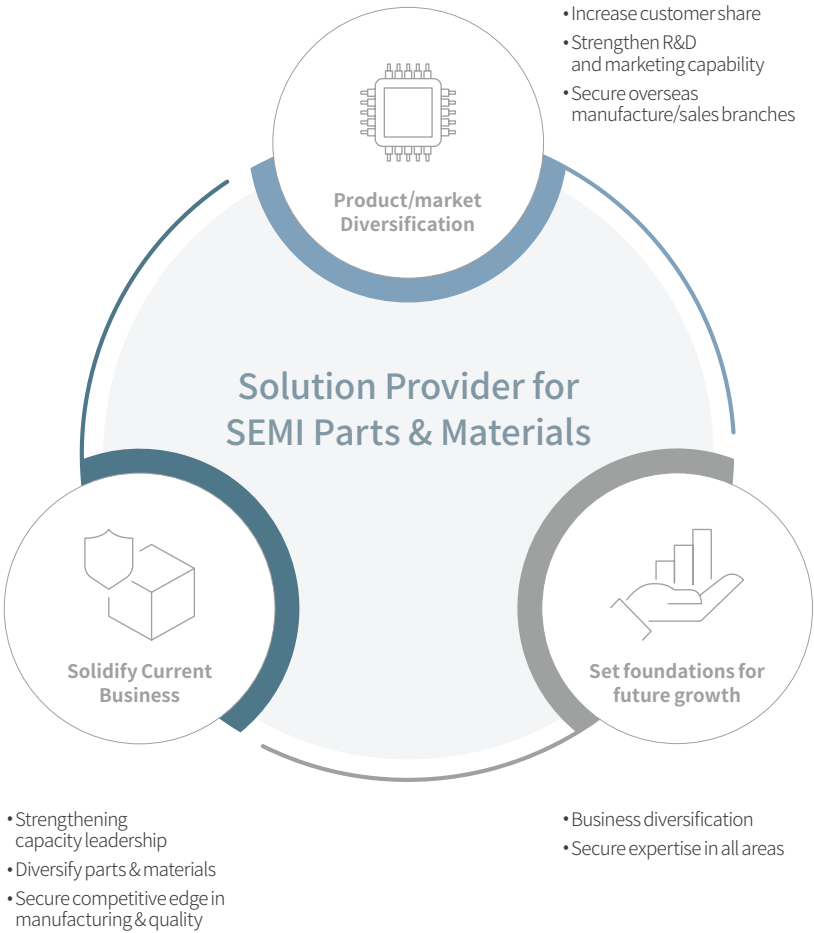 • Increase customer share
• Strengthen R&D
and marketing capability
• Secure overseas
manufacture/sales branches
Product/market
Diversification
Solution Provider for
SEMI Parts & Materials
Solidify Current
Business
Set foundations for
future growth
• Strengthening
capacity leadership
• Diversify parts & materials
• Secure competitive edge in
manufacturing & quality
• Business diversification
• Secure expertise in all areas